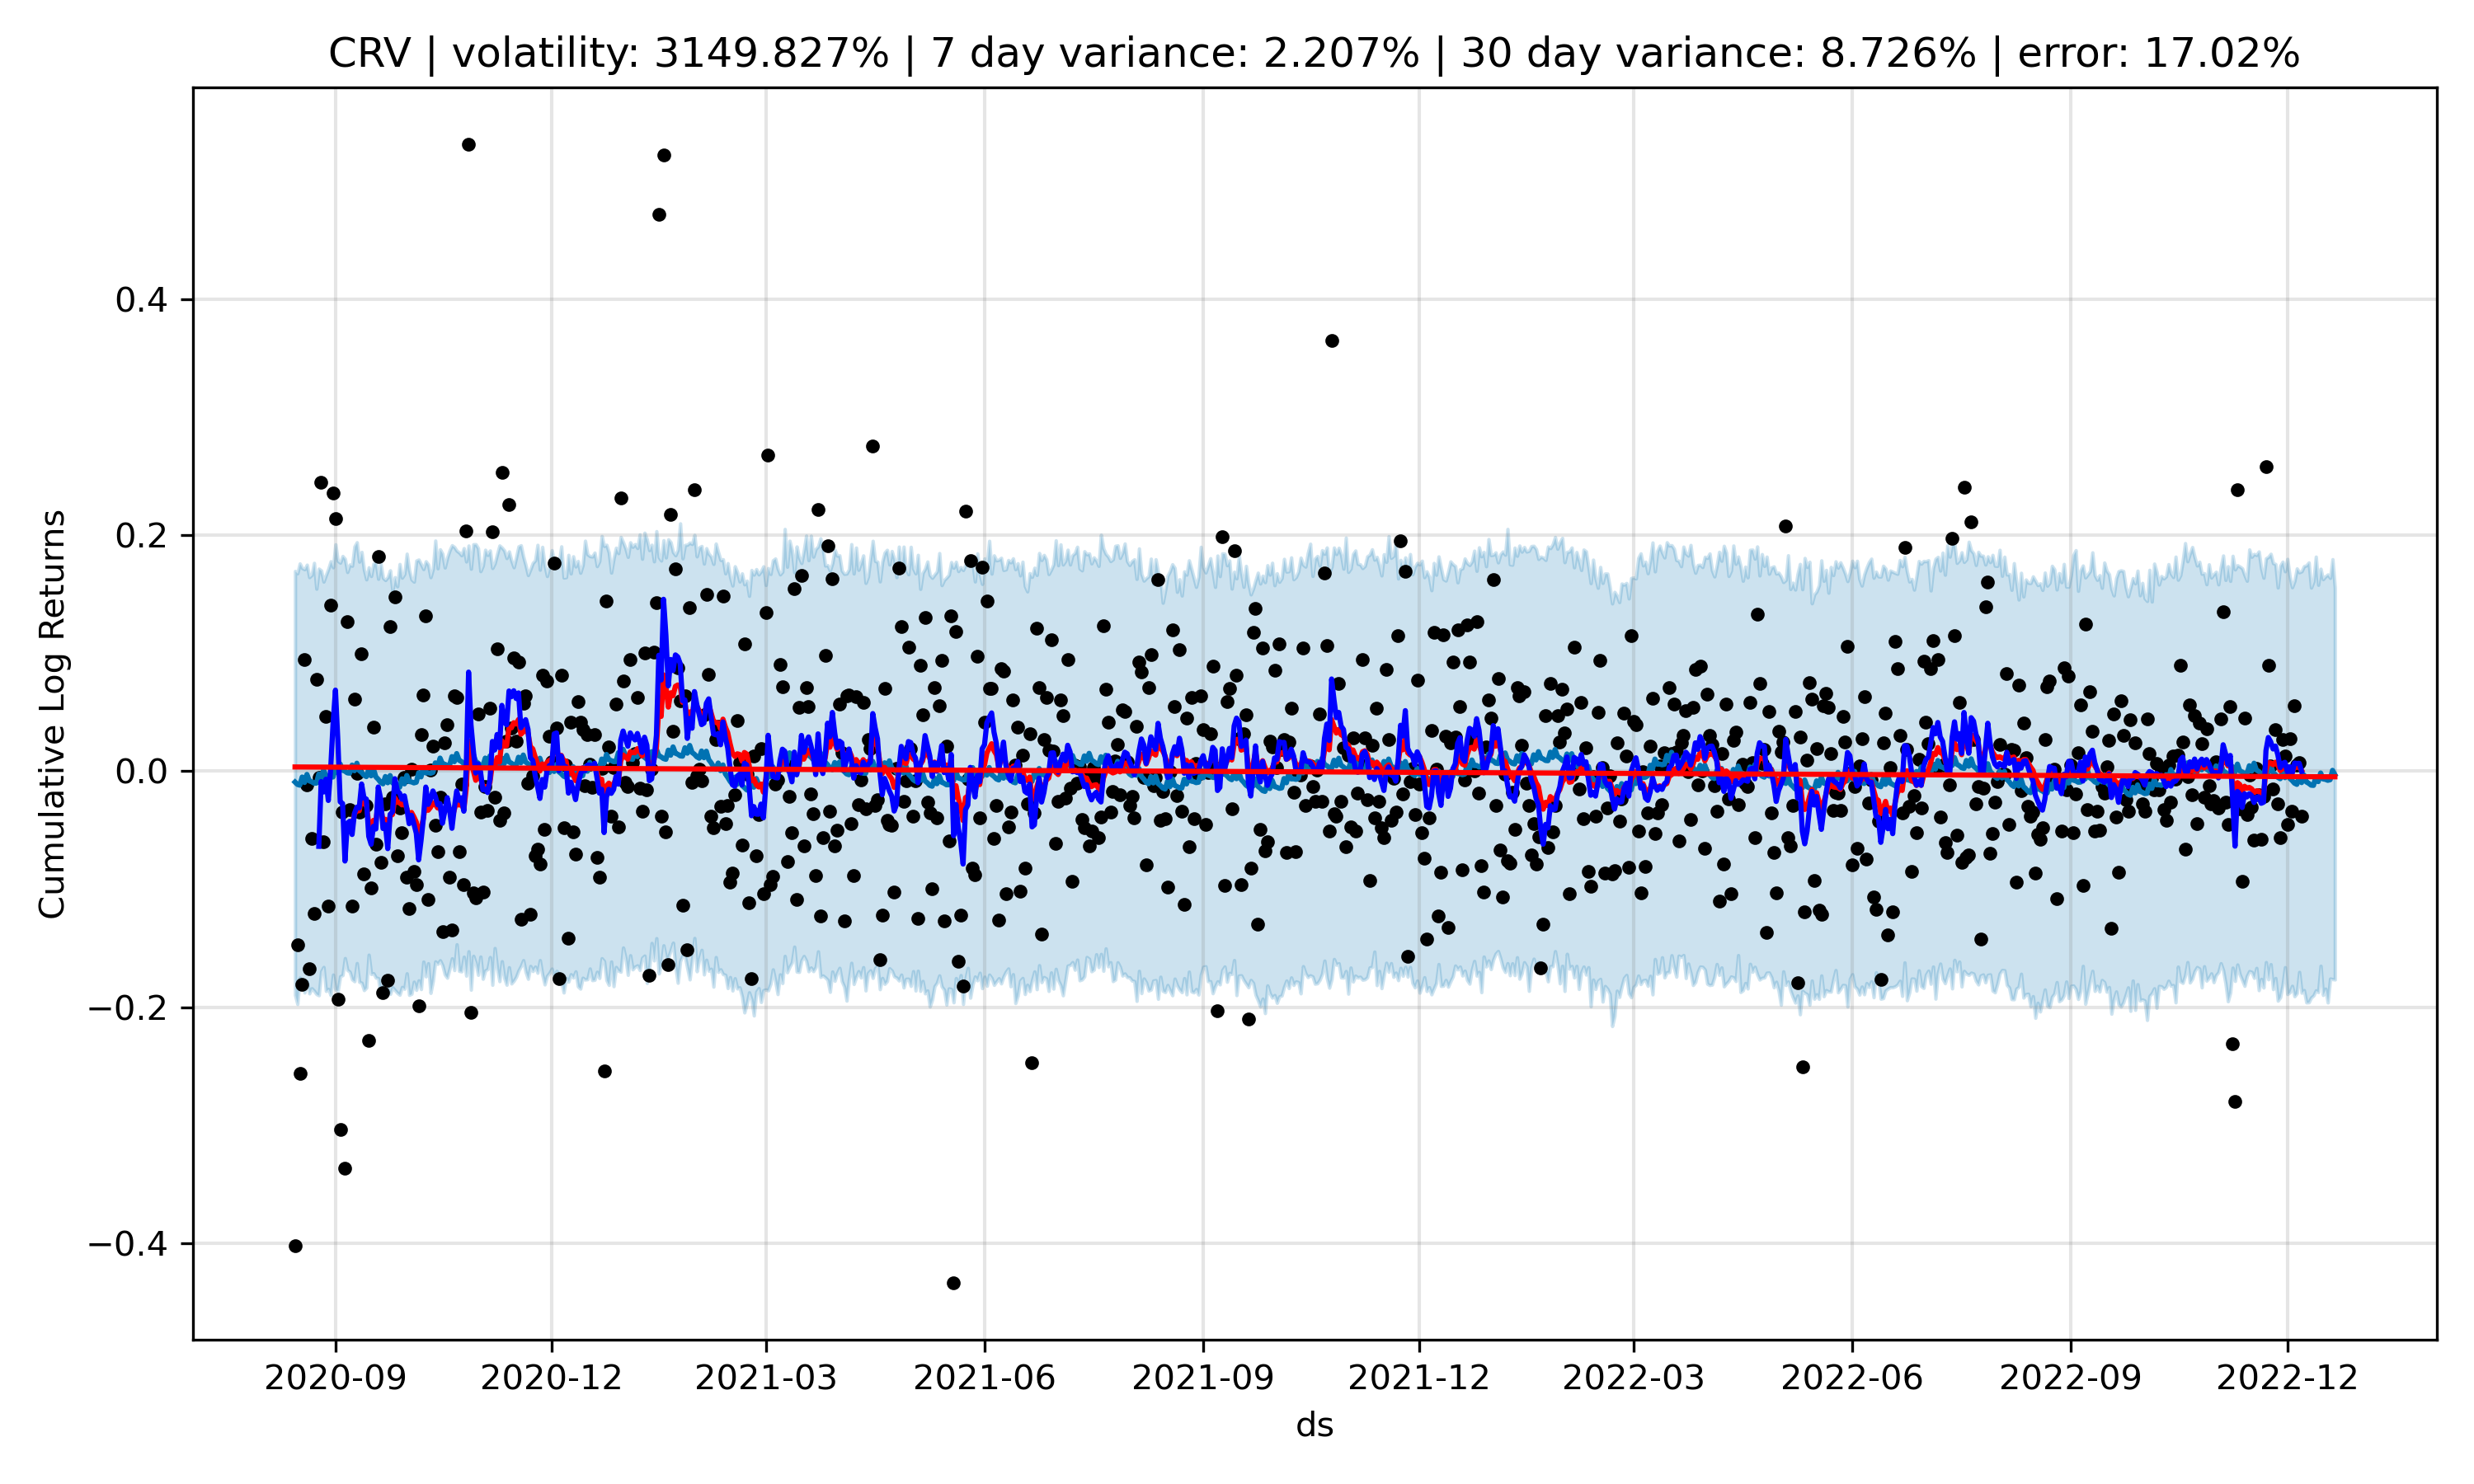 CRV | volatility: 3149.827% | 7 day variance: 2.207% | 30 day variance: 8.726% | error: 17.02%
Cumulative Log Returns
0.4
0.2
0.0
−0.2
−0.4
2020-09 2020-12 2021-03 2021-06 2021-09 2021-12 2022-03 2022-06 2022-09 2022-12
ds